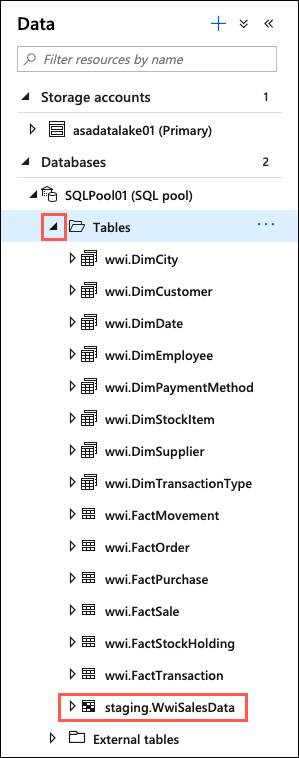 Data
Filter resources by name
Storage accounts 1
asadatalake01 (Primary)
Databases 2
SQLPool01 (SQL pool)
Tables
wwi.DimCity
wwi.DimCustomer
wwi.DimDate
wwi.DimEmployee
wwi.DimPaymentMethod
wwi.DimStockItem
wwi.DimSupplier
wwi.DimTransactionType
wwi.FactMovement
wwi.FactOrder
wwi.FactPurchase
wwi.FactSale
wwi.FactStockHolding
wwi.FactTransaction
staging.WwiSalesData
External tables